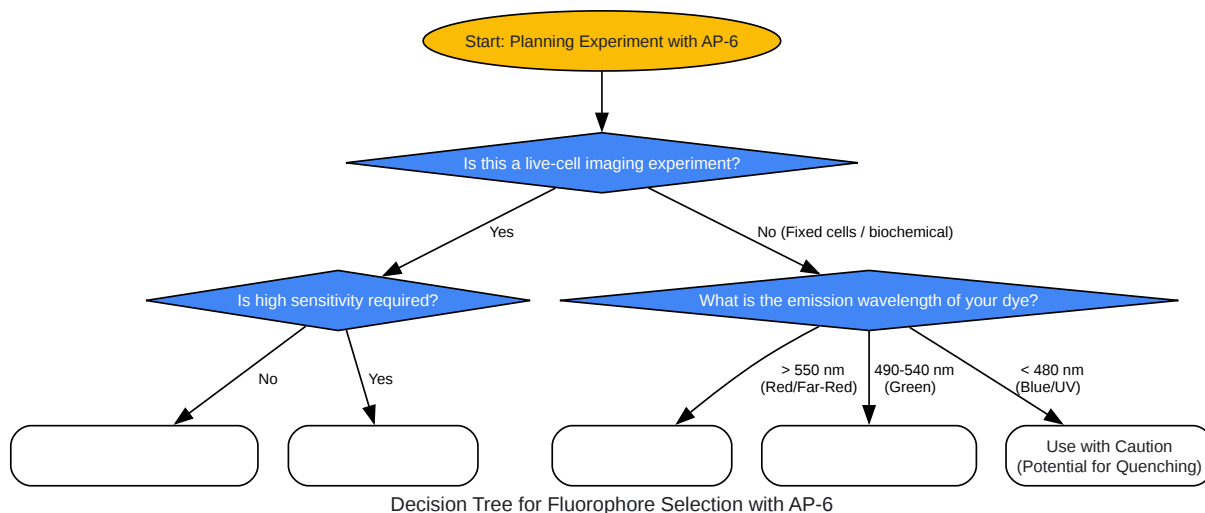 Start: Planning Experiment with AP-6
Is this a live-cell imaging experiment?
Yes
No (Fixed cells / biochemical)
Is high sensitivity required?
What is the emission wavelength of your dye?
No
Yes
> 550 nm
(Red/Far-Red)
490-540 nm
(Green)
< 480 nm
(Blue/UV)
Use with Caution
(Potential for Quenching)
Decision Tree for Fluorophore Selection with AP-6